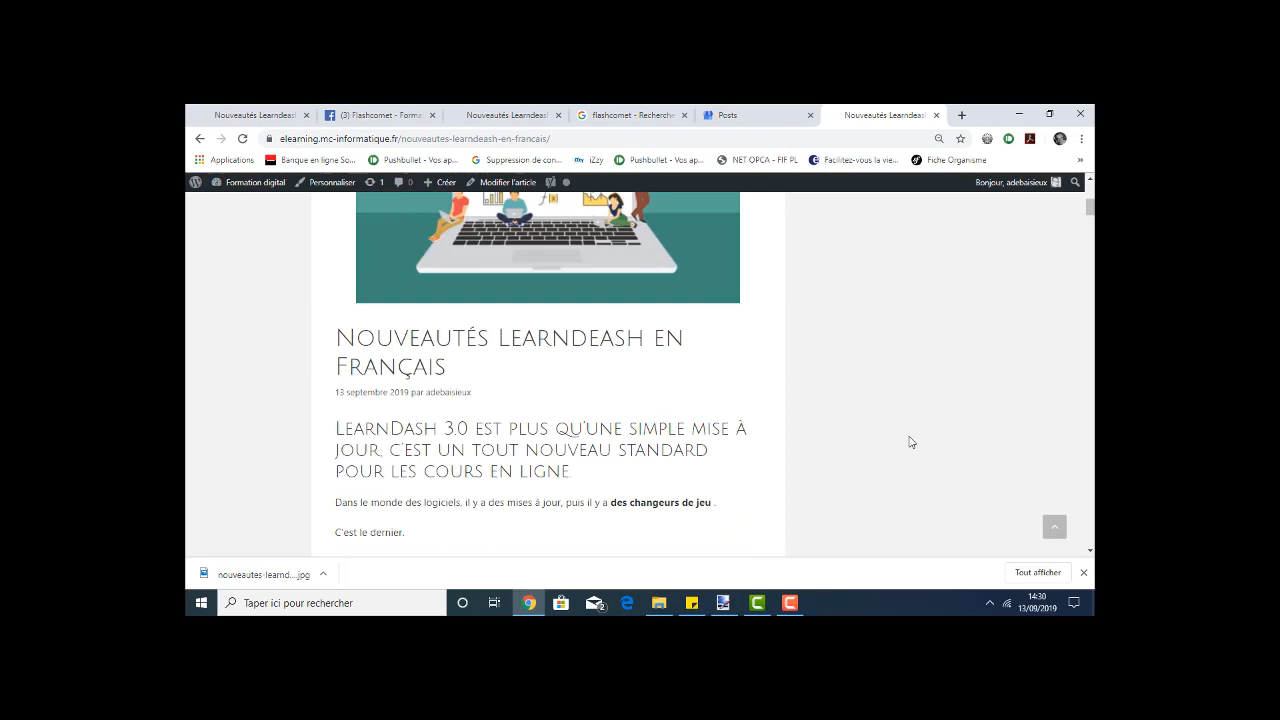 Nouveautés Learndeas
(3) Flashcomet - Forma
Nouveautés Learndeas
flashcomet - Recherche
Posts
Nouveautés Learndeas
elearning.mc-informatique.fr/nouveautes-learndeash-en-francais/
Applications
Banque en ligne So...
Pushbullet - Vos ap...
Suppression de con...
iZzy
Pushbullet - Vos ap...
NET OPCA - FIF PL
Facilitez-vous la vie...
Fiche Organisme
»
Formation digital
Personnaliser
1
0
Créer
Modifier l'article
Bonjour, adebaisieux
Nouveautés Learndeash en
Français
13 septembre 2019 par adebaisieux
LearnDash 3.0 est plus qu'une simple mise à
jour, c'est un tout nouveau standard
pour les cours en ligne.
Dans le monde des logiciels, il y a des mises à jour, puis il y a des changeurs de jeu .
C'est le dernier.
nouveautes-learnd....jpg
Tout afficher
Taper ici pour rechercher
2
14:30
13/09/2019